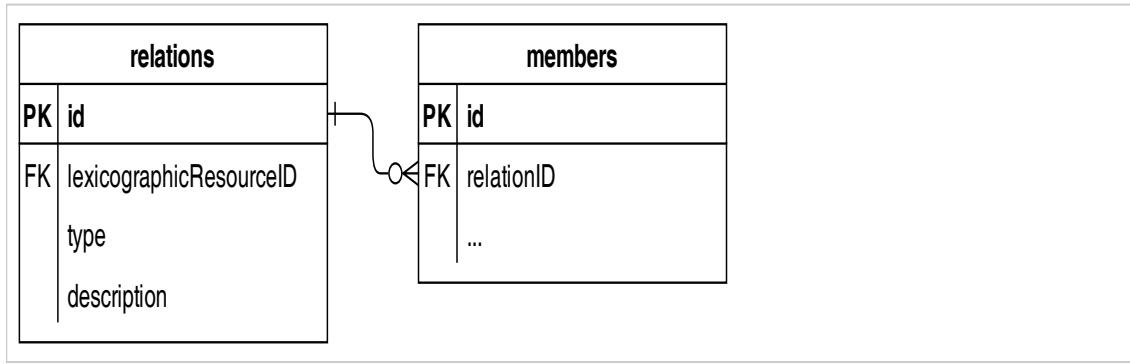 relations
PK id
FK lexicographicResourceID
type
description
members
PK id
FK relationID
...